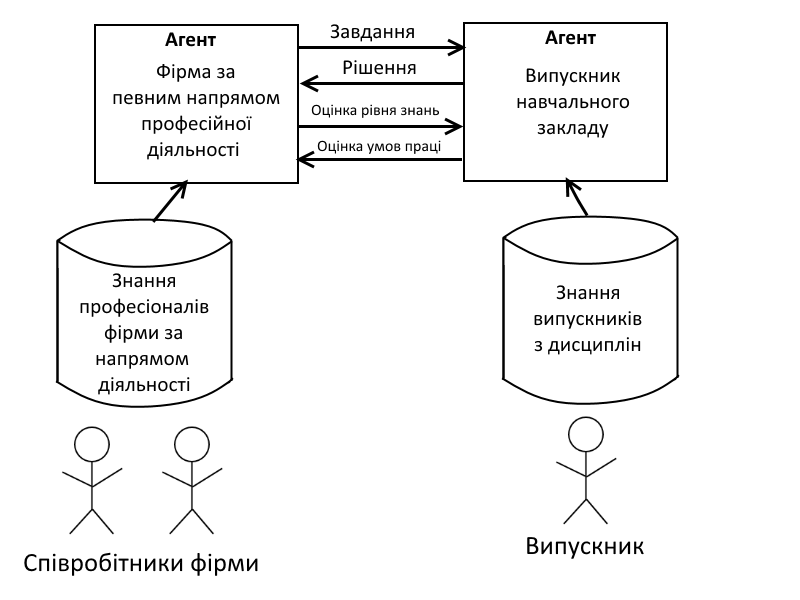 Агент
Фірма за
певним напрямом
професійної
діяльності
Завдання
Рішення
Оцінка рівня знань
Оцінка умов праці
Агент
Випускник
навчального
закладу
Знання
професіоналів
фірми за
напрямом
діяльності
Знання
випускників
з дисциплін
Співробітники фірми
Випускник